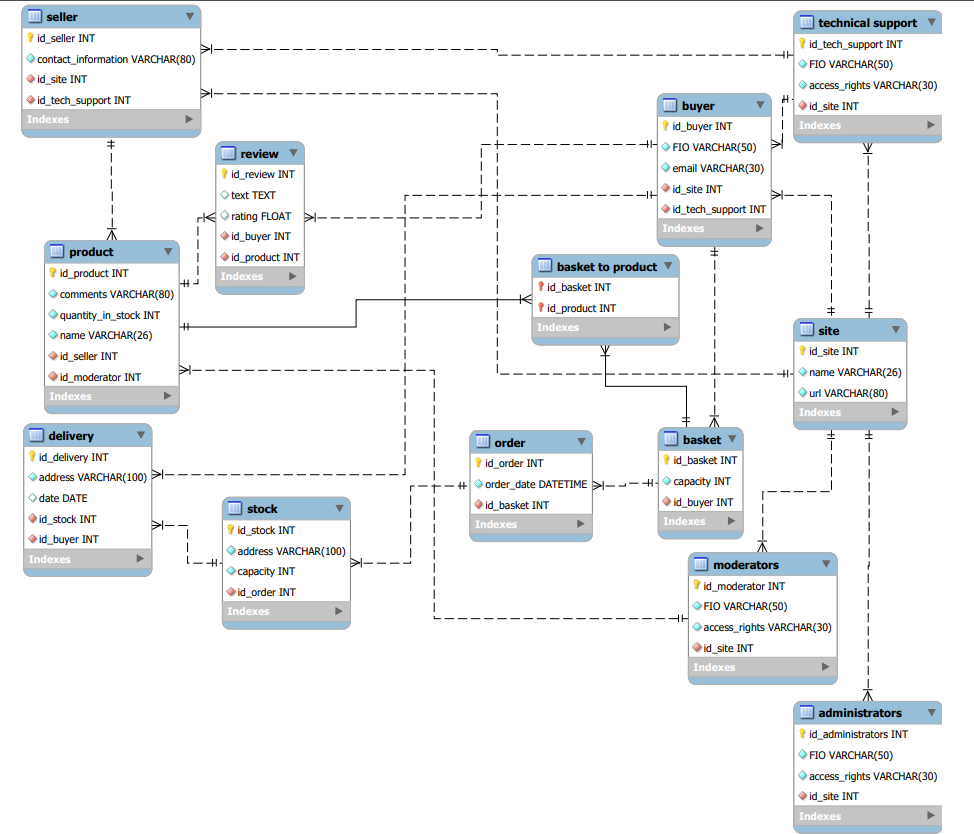 seller
id_seller INT
contact_information VARCHAR(80)
id_site INT
id_tech_support INT
Indexes
technical support
id_tech_support INT
FIO VARCHAR(50)
access_rights VARCHAR(30)
id_site INT
Indexes
buyer
id_buyer INT
FIO VARCHAR(50)
email VARCHAR(30)
id_site INT
id_tech_support INT
Indexes
review
id_review INT
text TEXT
rating FLOAT
id_buyer INT
id_product INT
Indexes
product
id_product INT
comments VARCHAR(80)
quantity_in_stock INT
name VARCHAR(26)
id_seller INT
id_moderator INT
Indexes
basket to product
id_basket INT
id_product INT
Indexes
site
id_site INT
name VARCHAR(26)
url VARCHAR(80)
Indexes
delivery
id_delivery INT
address VARCHAR(100)
date DATE
id_stock INT
id_buyer INT
Indexes
order
id_order INT
order_date DATETIME
id_basket INT
Indexes
basket
id_basket INT
capacity INT
id_buyer INT
Indexes
stock
id_stock INT
address VARCHAR(100)
capacity INT
id_order INT
Indexes
moderators
id_moderator INT
FIO VARCHAR(50)
access_rights VARCHAR(30)
id_site INT
Indexes
administrators
id_administrators INT
FIO VARCHAR(50)
access_rights VARCHAR(30)
id_site INT
Indexes